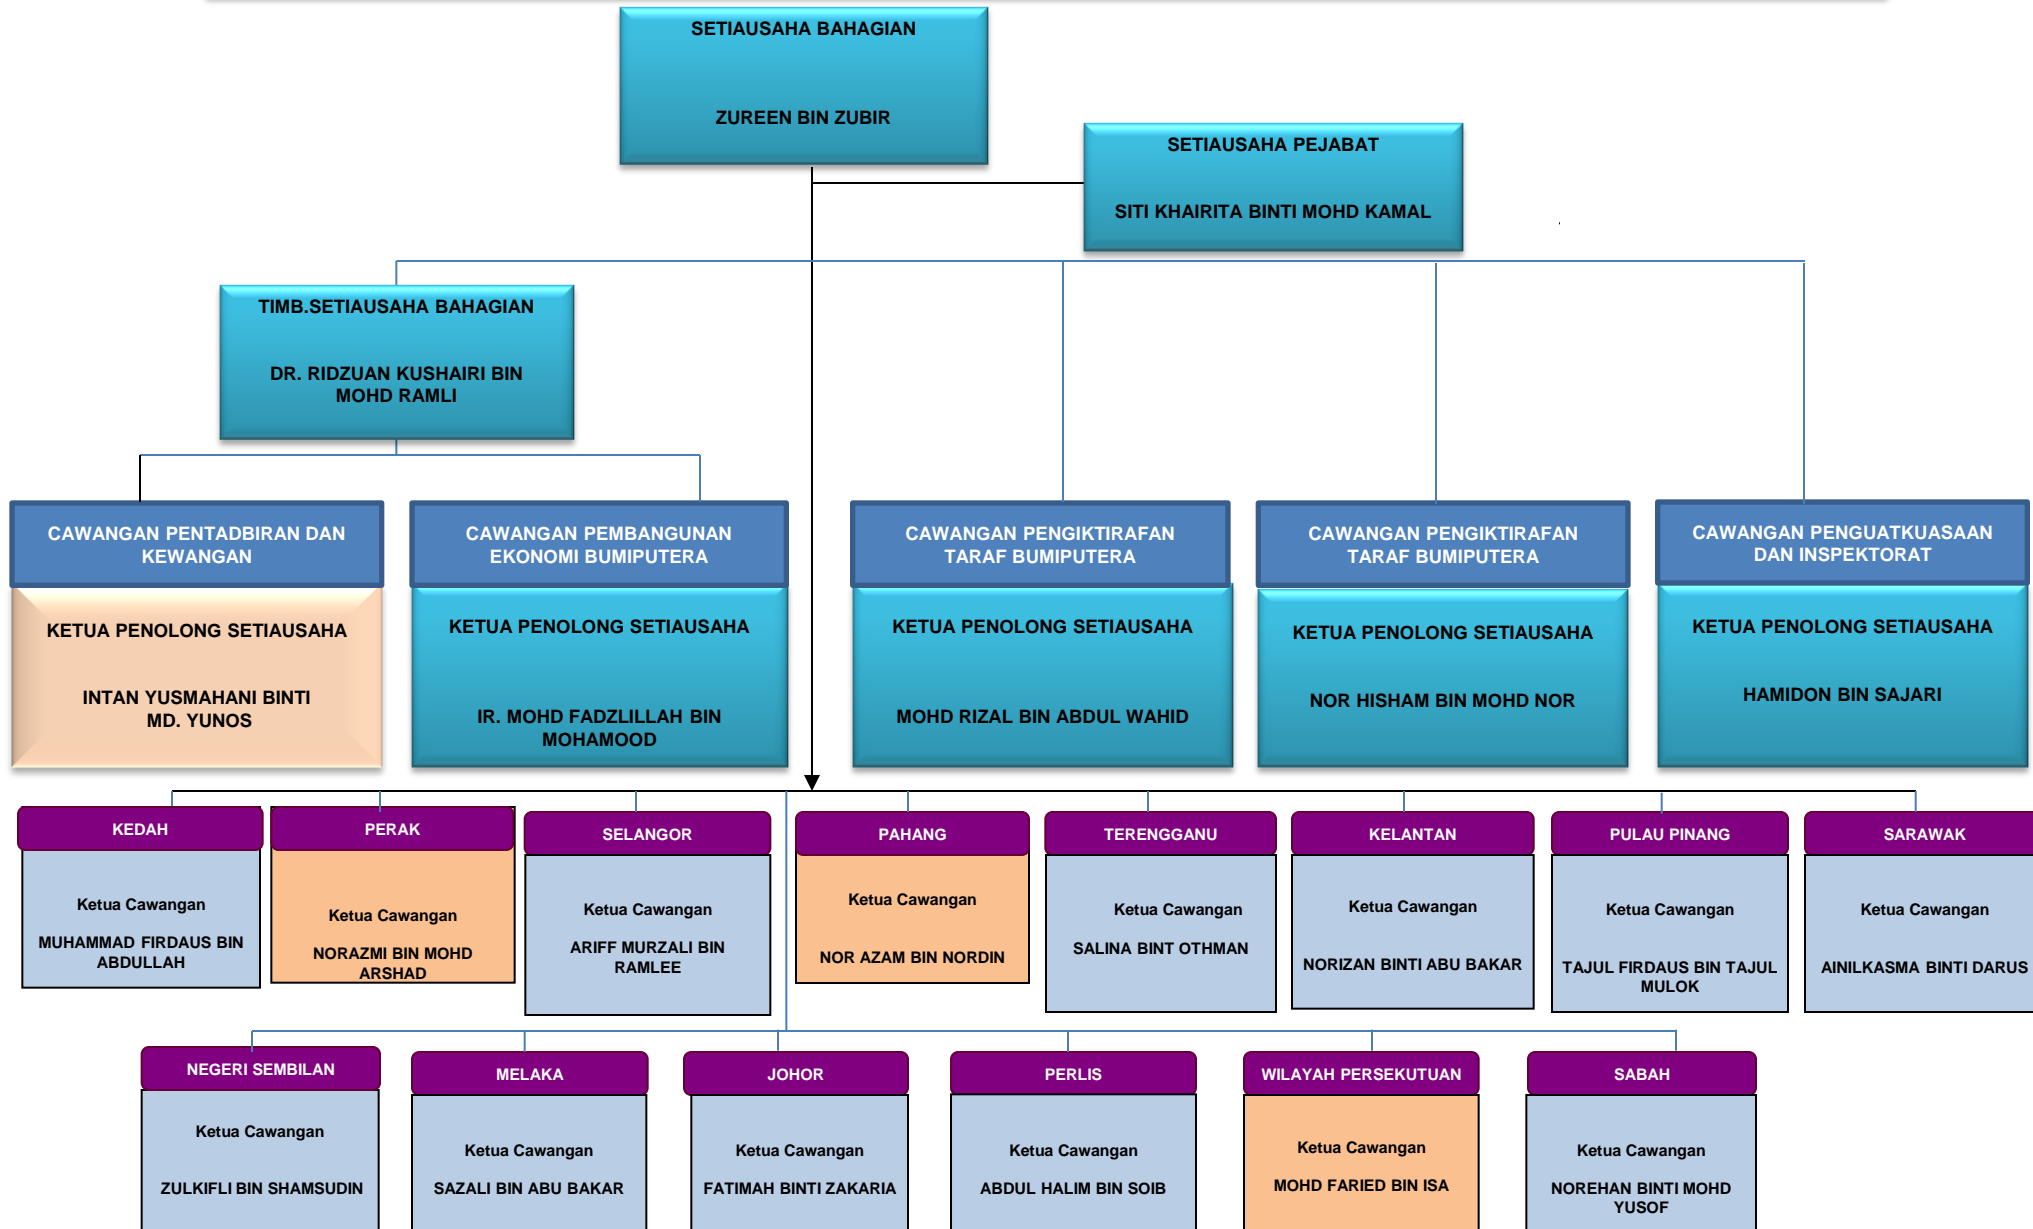 SETIAUSAHA BAHAGIAN
ZUREEN BIN ZUBIR
SETIAUSAHA PEJABAT
SITI KHAIRITA BINTI MOHD KAMAL
TIMB.SETIAUSAHA BAHAGIAN
DR. RIDZUAN KUSHAIRI BIN
MOHD RAMLI
CAWANGAN PENTADBIRAN DAN
KEWANGAN
KETUA PENOLONG SETIAUSAHA
INTAN YUSMAHANI BINTI
MD. YUNOS
CAWANGAN PEMBANGUNAN
EKONOMI BUMIPUTERA
KETUA PENOLONG SETIAUSAHA
IR. MOHD FADZLILLAH BIN
MOHAMOOD
CAWANGAN PENGIKTIRAFAN
TARAF BUMIPUTERA
KETUA PENOLONG SETIAUSAHA
MOHD RIZAL BIN ABDUL WAHID
CAWANGAN PENGIKTIRAFAN
TARAF BUMIPUTERA
KETUA PENOLONG SETIAUSAHA
NOR HISHAM BIN MOHD NOR
CAWANGAN PENGUATKUASAAN
DAN INSPEKTORAT
KETUA PENOLONG SETIAUSAHA
HAMIDON BIN SAJARI
KEDAH
Ketua Cawangan
MUHAMMAD FIRDAUS BIN
ABDULLAH
PERAK
Ketua Cawangan
NORAZMI BIN MOHD
ARSHAD
SELANGOR
Ketua Cawangan
ARIFF MURZALI BIN
RAMLEE
PAHANG
Ketua Cawangan
NOR AZAM BIN NORDIN
TERENGGANU
Ketua Cawangan
SALINA BINT OTHMAN
KELANTAN
Ketua Cawangan
NORIZAN BINTI ABU BAKAR
PULAU PINANG
Ketua Cawangan
TAJUL FIRDAUS BIN TAJUL
MULOK
SARAWAK
Ketua Cawangan
AINILKASMA BINTI DARUS
NEGERI SEMBILAN
Ketua Cawangan
ZULKIFLI BIN SHAMSUDIN
MELAKA
Ketua Cawangan
SAZALI BIN ABU BAKAR
JOHOR
Ketua Cawangan
FATIMAH BINTI ZAKARIA
PERLIS
Ketua Cawangan
ABDUL HALIM BIN SOIB
WILAYAH PERSEKUTUAN
Ketua Cawangan
MOHD FARIED BIN ISA
SABAH
Ketua Cawangan
NOREHAN BINTI MOHD
YUSOF